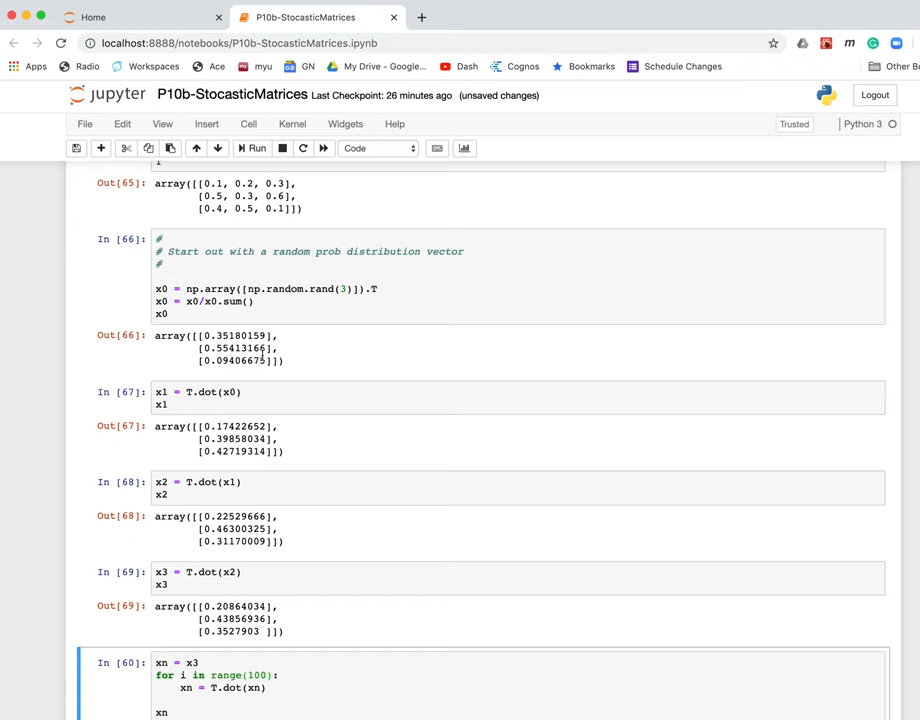 Home
P10b-StocasticMatrices
localhost:8888/notebooks/P10b-StocasticMatrices.ipynb
Apps Radio Workspaces Ace myu GN My Drive - Google... Dash Cognos Bookmarks Schedule Changes Other Bo
jupyter P10b-StocasticMatrices Last Checkpoint: 26 minutes ago (unsaved changes) Logout
File Edit View Insert Cell Kernel Widgets Help Trusted Python 3
Run Code
Out[65]: array([[0.1, 0.2, 0.3],
[0.5, 0.3, 0.6],
[0.4, 0.5, 0.1]])
In [66]: #
# Start out with a random prob distribution vector
#
x0 = np.array([np.random.rand(3)]).T
x0 = x0/x0.sum()
x0
Out[66]: array([[0.35180159],
[0.55413166],
[0.09406675]])
In [67]: x1 = T.dot(x0)
x1
Out[67]: array([[0.17422652],
[0.39858034],
[0.42719314]])
In [68]: x2 = T.dot(x1)
x2
Out[68]: array([[0.22529666],
[0.46300325],
[0.31170009]])
In [69]: x3 = T.dot(x2)
x3
Out[69]: array([[0.20864034],
[0.43856936],
[0.3527903 ]])
In [60]: xn = x3
for i in range(100):
xn = T.dot(xn)
xn